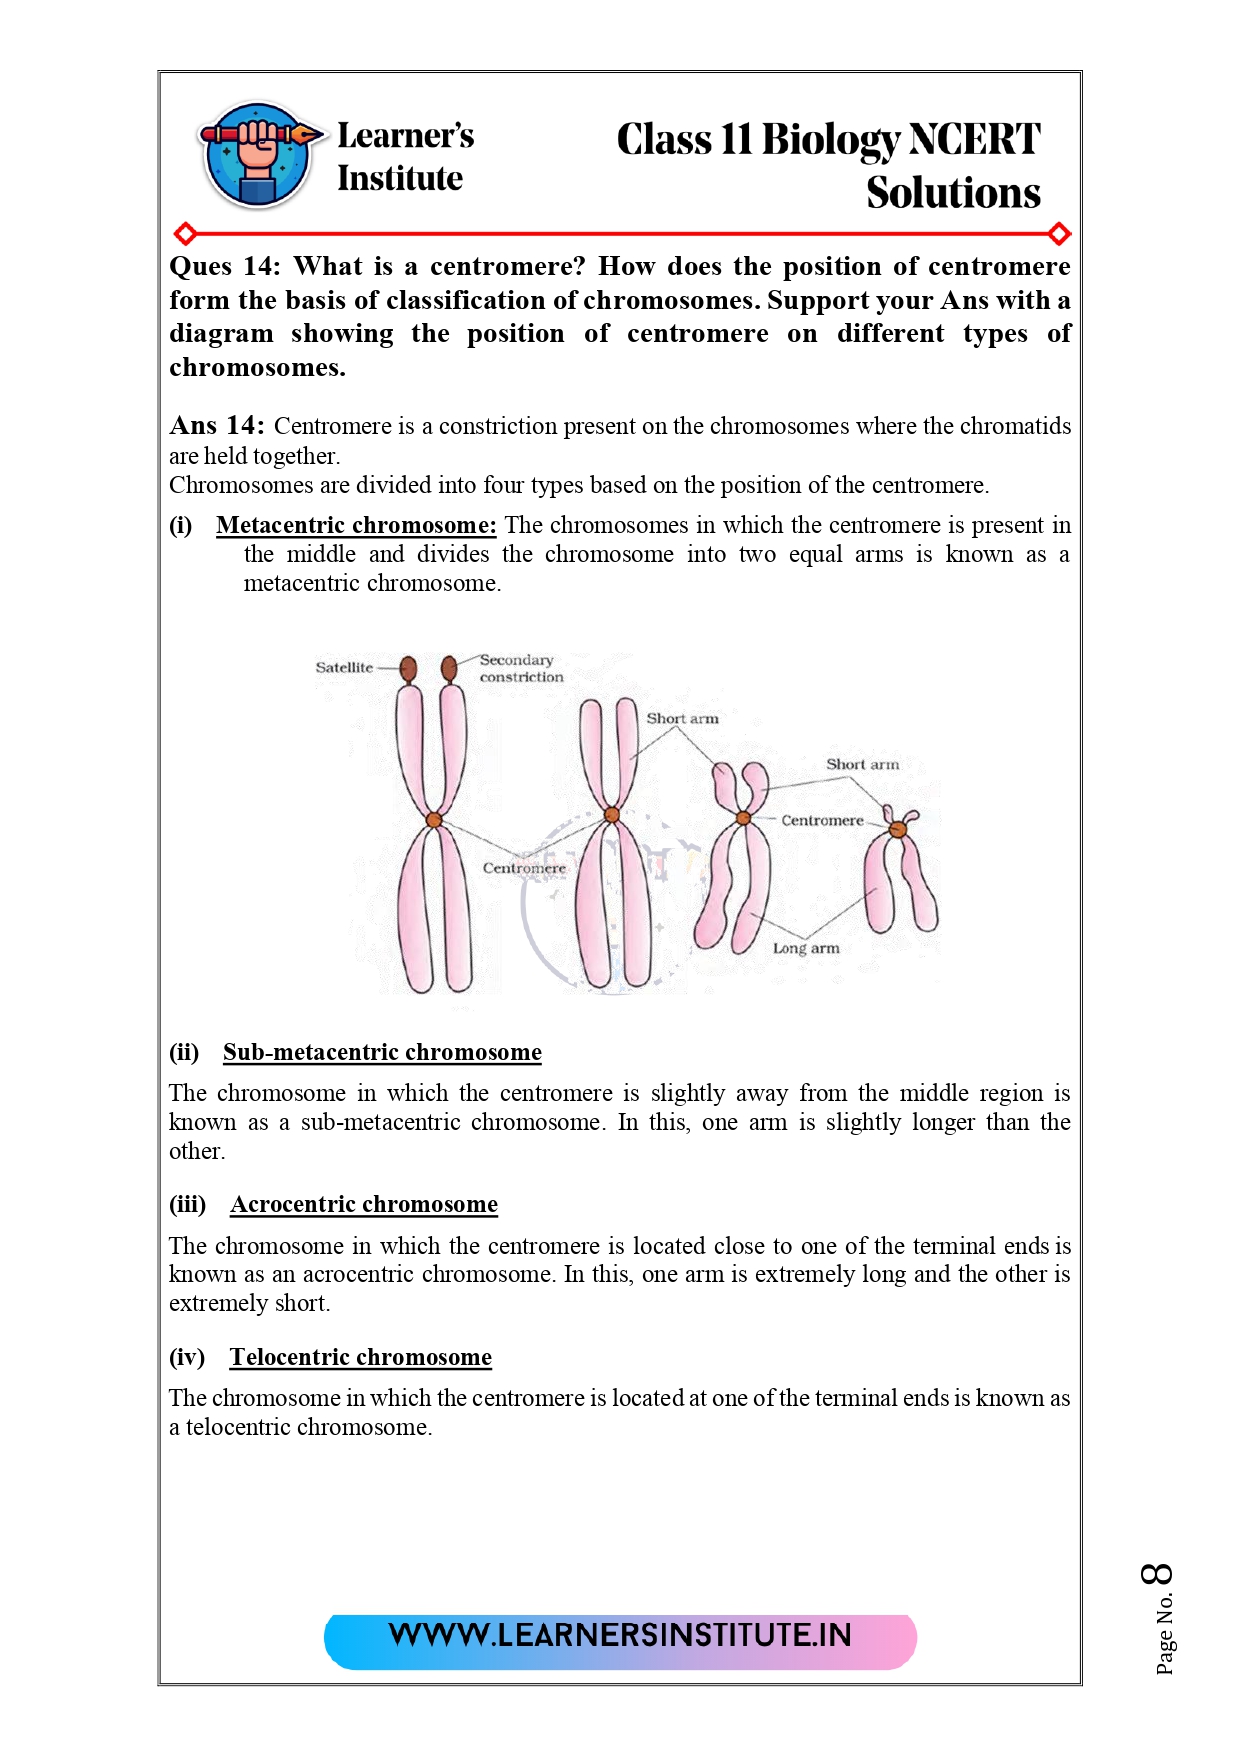 Learner's
Institute
Class 11 Biology NCERT
Solutions
Ques 14: What is a centromere? How does the position of centromere
form the basis of classification of chromosomes. Support your Ans with a
diagram showing the position of centromere on different types of
chromosomes.
Ans 14: Centromere is a constriction present on the chromosomes where the chromatids
are held together.
Chromosomes are divided into four types based on the position of the centromere.
(i) Metacentric chromosome: The chromosomes in which the centromere is present in
the middle and divides the chromosome into two equal arms is known as a
metacentric chromosome.
Satellite
Secondary
constriction
Short arm
Short arm
Centromere
Centromere
Long arm
(ii) Sub-metacentric chromosome
The chromosome in which the centromere is slightly away from the middle region is
known as a sub-metacentric chromosome. In this, one arm is slightly longer than the
other.
(iii) Acrocentric chromosome
The chromosome in which the centromere is located close to one of the terminal ends is
known as an acrocentric chromosome. In this, one arm is extremely long and the other is
extremely short.
(iv) Telocentric chromosome
The chromosome in which the centromere is located at one of the terminal ends is known as
a telocentric chromosome.
WWW.LEARNERSINSTITUTE.IN
Page No. 8